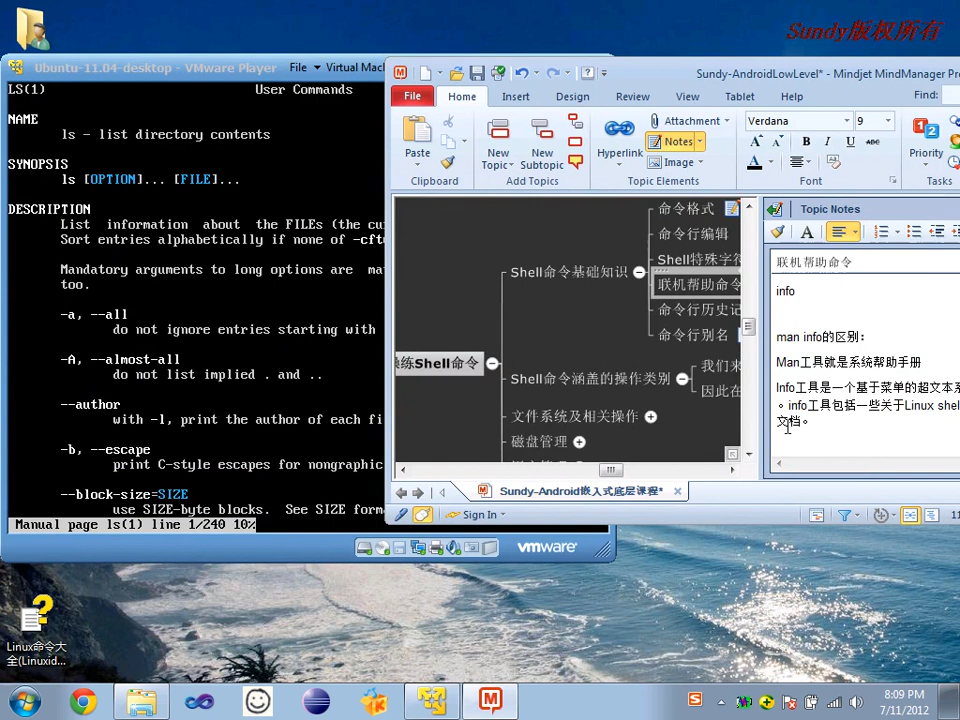 Sundy版权所有
Ubuntu-11.04-desktop - VMware Player File Virtual Mac
LS(1) User Commands
NAME
ls - list directory contents
SYNOPSIS
ls [OPTION]... [FILE]...
DESCRIPTION
List information about the FILEs (the cu
Sort entries alphabetically if none of -cftu
Mandatory arguments to long options are ma
too.
-a, --all
do not ignore entries starting with
-A, --almost-all
do not list implied . and ..
--author
with -l, print the author of each fi
-b, --escape
print C-style escapes for nongraphic
--block-size=SIZE
use SIZE-byte blocks. See SIZE form
Manual page ls(1) line 1/240 10%
vmware
Sundy-AndroidLowLevel* - Mindjet MindManager Pro
File Home Insert Design Review View Tablet Help Find:
Paste
Clipboard
New Topic
New Subtopic
Add Topics
Hyperlink
Attachment
Notes
Image
Topic Elements
Verdana 9
B I U abc
A
Font
Priority
Tasks
命令格式
命令行编辑
Shell特殊字符
Shell命令基础知识
联机帮助命令
命令行历史记
命令行别名
练Shell命令
我们来
Shell命令涵盖的操作类别
因此在
文件系统及相关操作
磁盘管理
Topic Notes
联机帮助命令
info
man info的区别:
Man工具就是系统帮助手册
Info工具是一个基于菜单的超文本系
。info工具包括一些关于Linux shel
文档。
Sundy-Android嵌入式底层课程*
Sign In
11
Linux命令大
全(Linuxid...
8:09 PM
7/11/2012